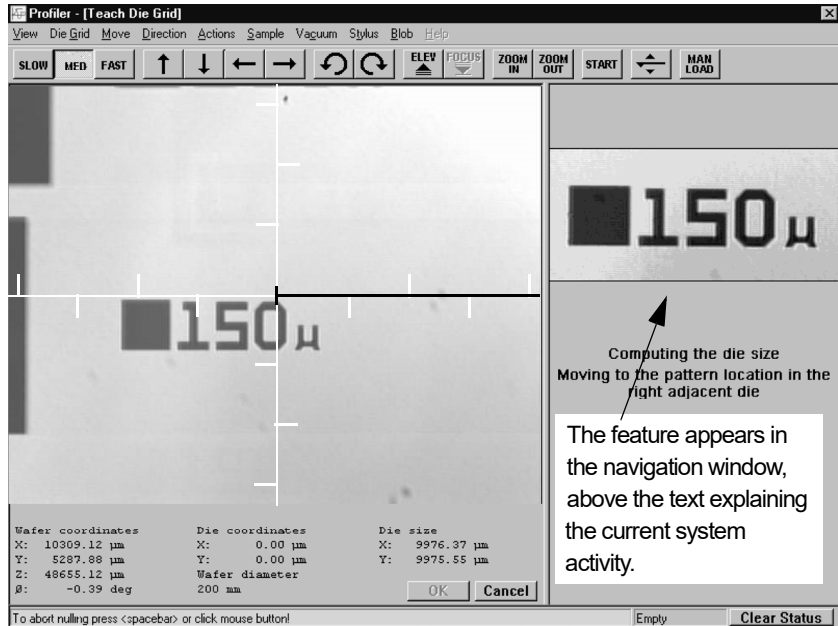 Profiler - [Teach Die Grid]
View Die Grid Move Direction Actions Sample Vacuum Stylus Blob Help
SLOW MED FAST ELEV FOCUS ZOOM IN ZOOM OUT START MAN LOAD
150µ
150µ
Computing the die size
Moving to the pattern location in the
right adjacent die
The feature appears in
the navigation window,
above the text explaining
the current system
activity.
Wafer coordinates Die coordinates Die size
X: 10309.12 µm X: 0.00 µm X: 9976.37 µm
Y: 5287.88 µm Y: 0.00 µm Y: 9975.55 µm
Z: 48655.12 µm Wafer diameter
Ø: -0.39 deg 200 mm
OK Cancel
To abort nulling press <spacebar> or click mouse button! Empty Clear Status